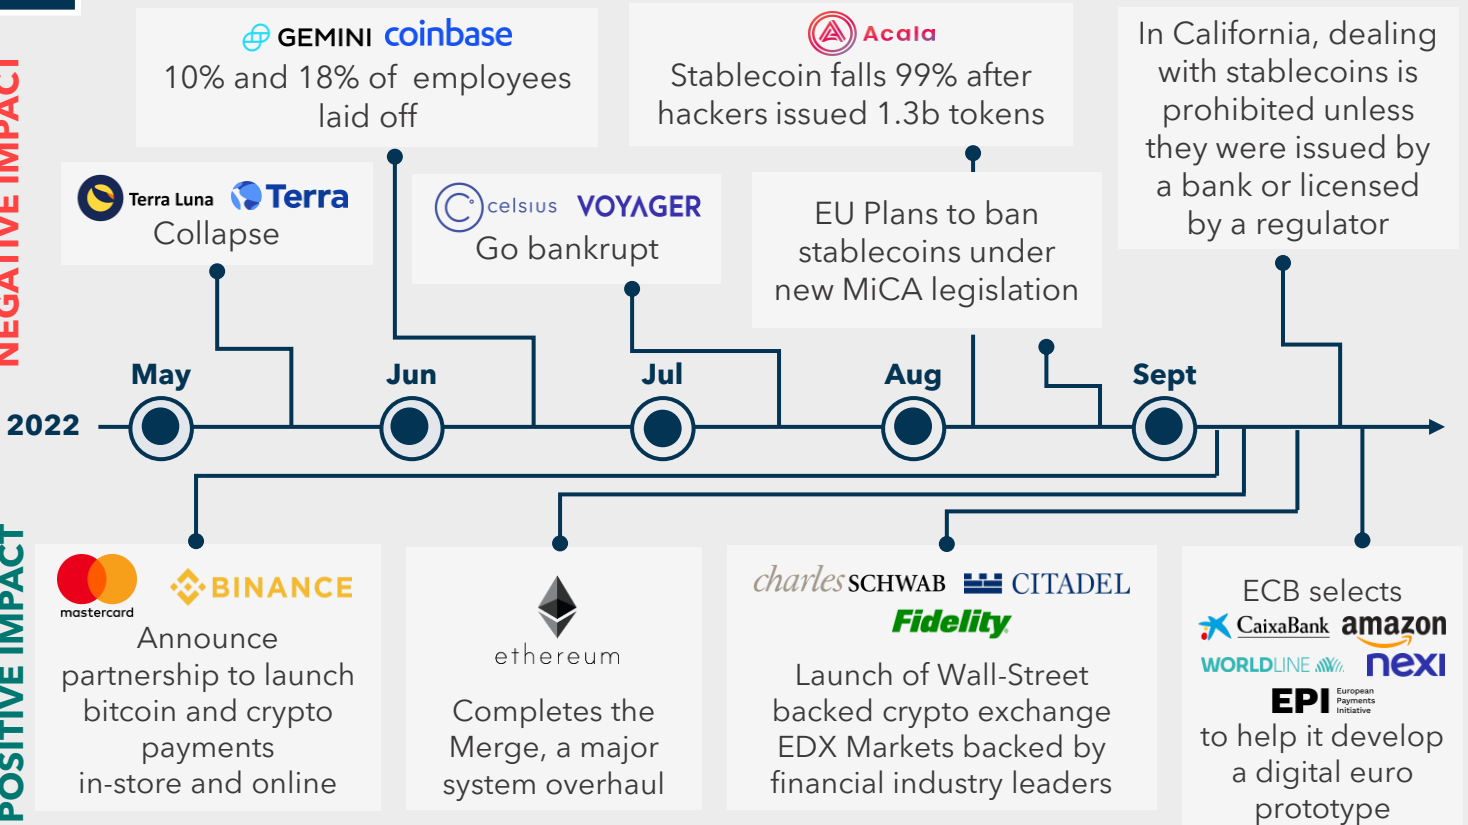 NEGATIVE IMPACT
GEMINI coinbase
10% and 18% of employees
laid off
Acala
Stablecoin falls 99% after
hackers issued 1.3b tokens
In California, dealing
with stablecoins is
prohibited unless
they were issued by
a bank or licensed
by a regulator
Terra Luna Terra
Collapse
celsius VOYAGER
Go bankrupt
EU Plans to ban
stablecoins under
new MiCA legislation
May Jun Jul Aug Sept
2022
POSITIVE IMPACT
mastercard BINANCE
Announce
partnership to launch
bitcoin and crypto
payments
in-store and online
ethereum
Completes the
Merge, a major
system overhaul
charles SCHWAB CITADEL
Fidelity
Launch of Wall-Street
backed crypto exchange
EDX Markets backed by
financial industry leaders
ECB selects
CaixaBank amazon
WORLDLINE nexi
EPI European
Payments
Initiative
to help it develop
a digital euro
prototype